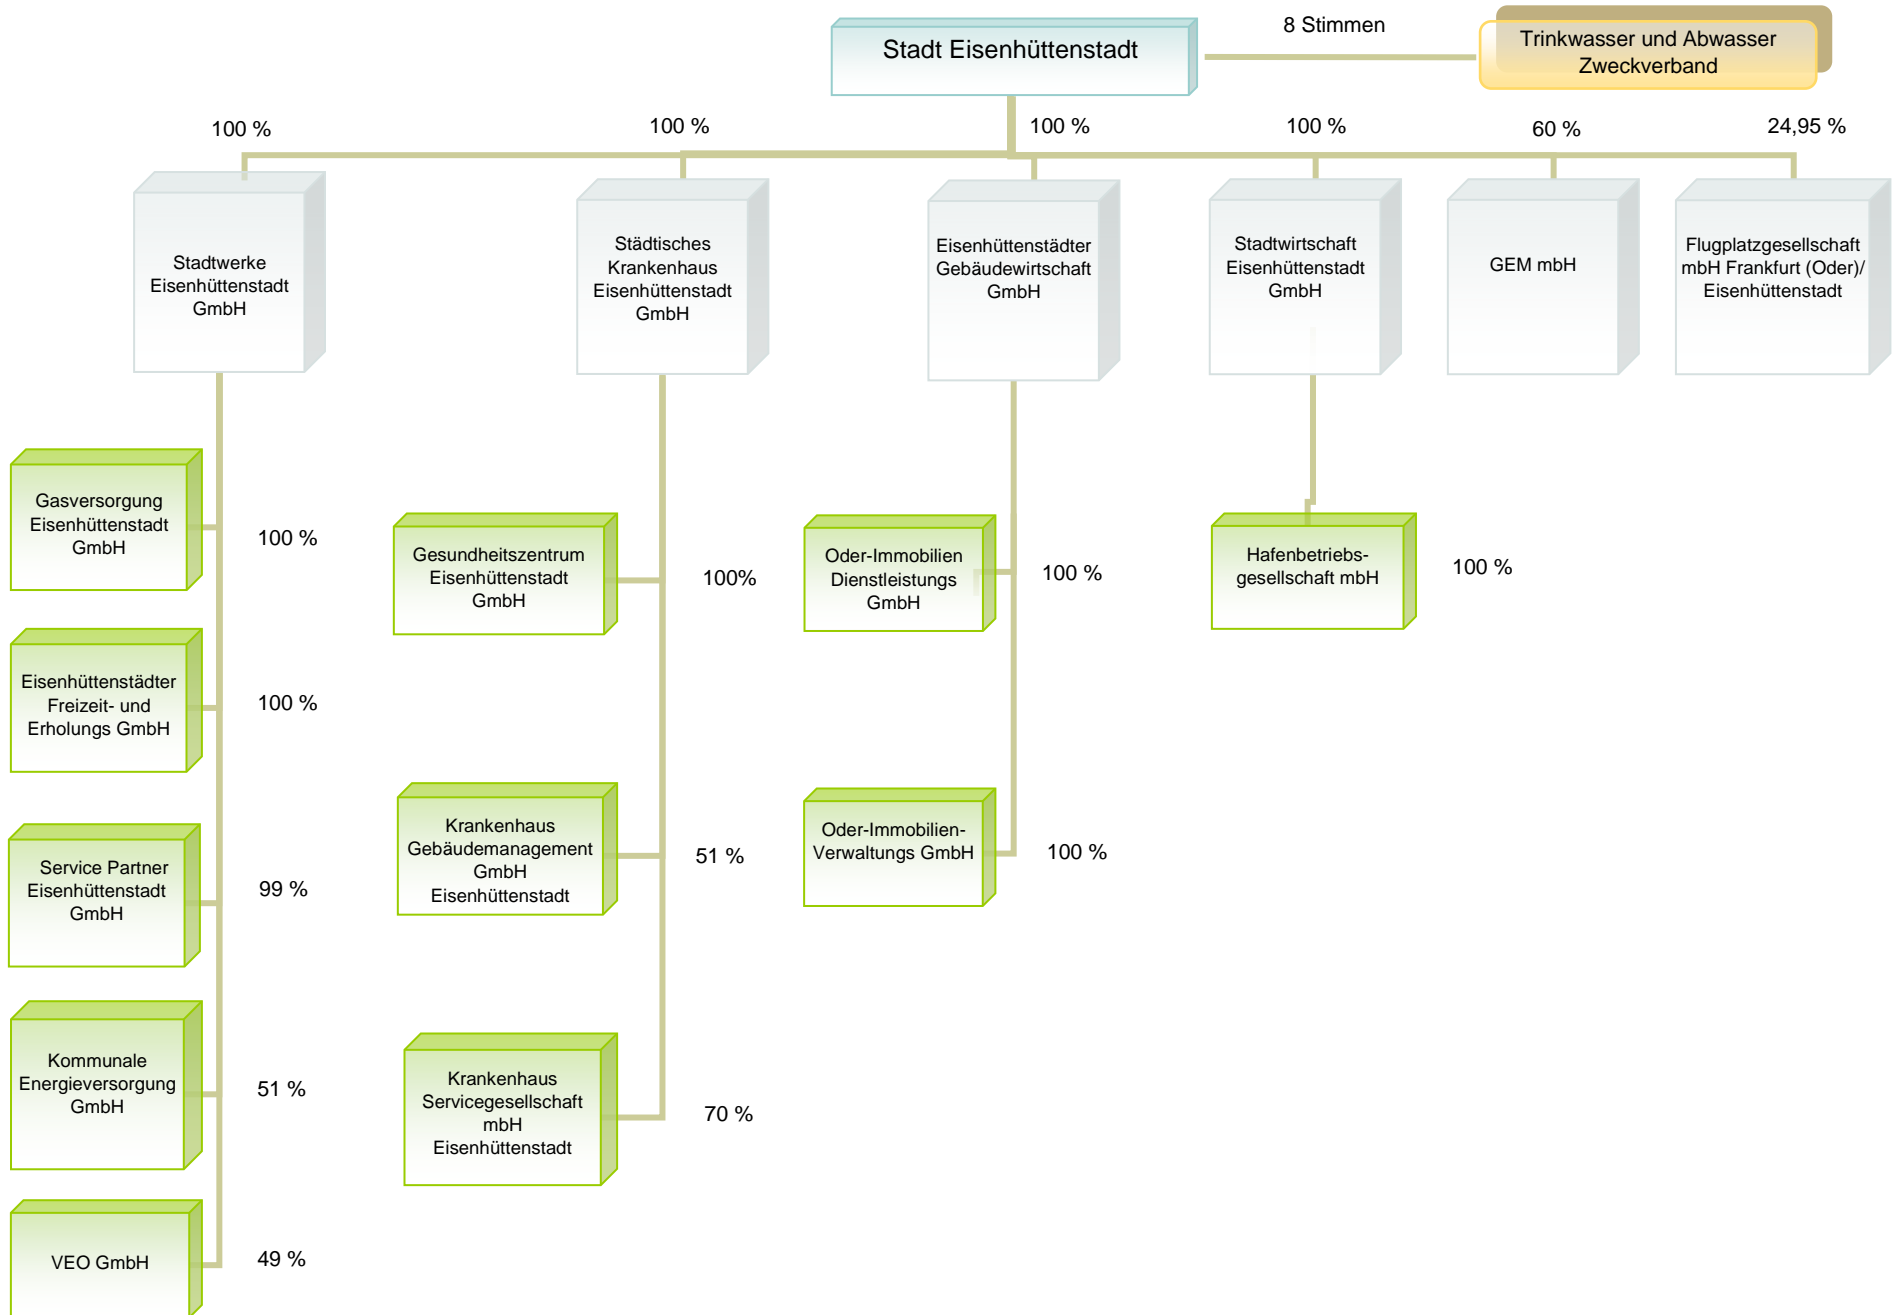 Stadt Eisenhüttenstadt
8 Stimmen
Trinkwasser und Abwasser
Zweckverband
100 %
100 %
100 %
100 %
60 %
24,95 %
Stadtwerke
Eisenhüttenstadt
GmbH
Städtisches
Krankenhaus
Eisenhüttenstadt
GmbH
Eisenhüttenstädter
Gebäudewirtschaft
GmbH
Stadtwirtschaft
Eisenhüttenstadt
GmbH
GEM mbH
Flugplatzgesellschaft
mbH Frankfurt (Oder)/
Eisenhüttenstadt
Gasversorgung
Eisenhüttenstadt
GmbH
100 %
Eisenhüttenstädter
Freizeit- und
Erholungs GmbH
100 %
Service Partner
Eisenhüttenstadt
GmbH
99 %
Kommunale
Energieversorgung
GmbH
51 %
VEO GmbH
49 %
Gesundheitszentrum
Eisenhüttenstadt
GmbH
100%
Krankenhaus
Gebäudemanagement
GmbH
Eisenhüttenstadt
51 %
Krankenhaus
Servicegesellschaft
mbH
Eisenhüttenstadt
70 %
Oder-Immobilien
Dienstleistungs
GmbH
100 %
Oder-Immobilien-
Verwaltungs GmbH
100 %
Hafenbetriebs-
gesellschaft mbH
100 %